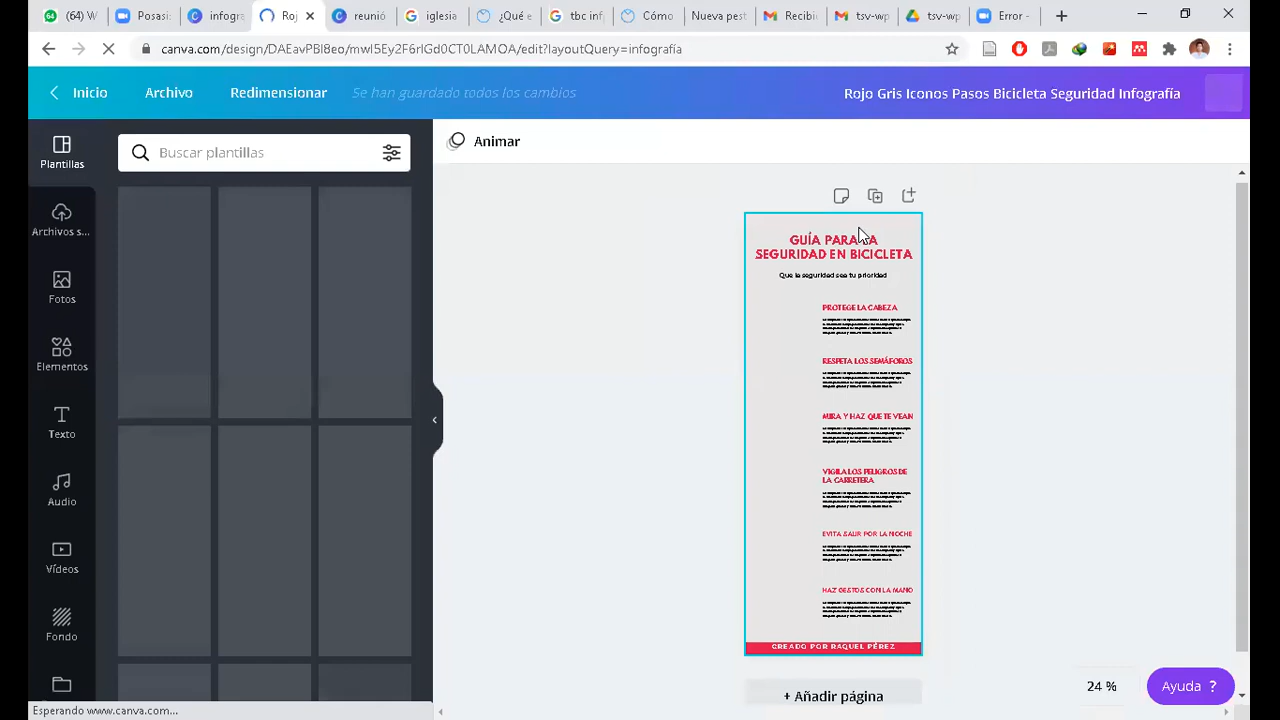 64) W
Posasi
infogra
Roj
reunió
iglesia
¿Qué e
tbc inf
Cómo
Nueva pest
Recib
tsv-wp
tsv-wp
Error -
canva.com/design/DAEavPBl8eo/mwI5Ey2F6rlGB0CT0LAMOA/edit?layoutQuery=infografía
Inicio
Archivo
Redimensionar
Se han guardado todos los cambios
Rojo Gris Iconos Pasos Bicicleta Seguridad Infografía
Plantillas
Buscar plantillas
Animar
Archivos s...
Fotos
Elementos
Texto
Audio
Vídeos
Fondo
GUÍA PARA LA
SEGURIDAD EN BICICLETA
Que la seguridad sea tu prioridad
PROTEGE LA CABEZA
RESPETA LOS SEMÁFOROS
MIRA Y HAZ QUE TE VEAN
VIGILA LOS PELIGROS DE
LA CARRETERA
EVITA SALIR POR LA NOCHE
HAZ GESTOS CON LA MANO
CREADO POR RAQUEL PÉREZ
+ Añadir página
24 %
Ayuda ?
Esperando www.canva.com...